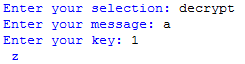 Enter your selection: decrypt
Enter your message: a
Enter your key: 1
z